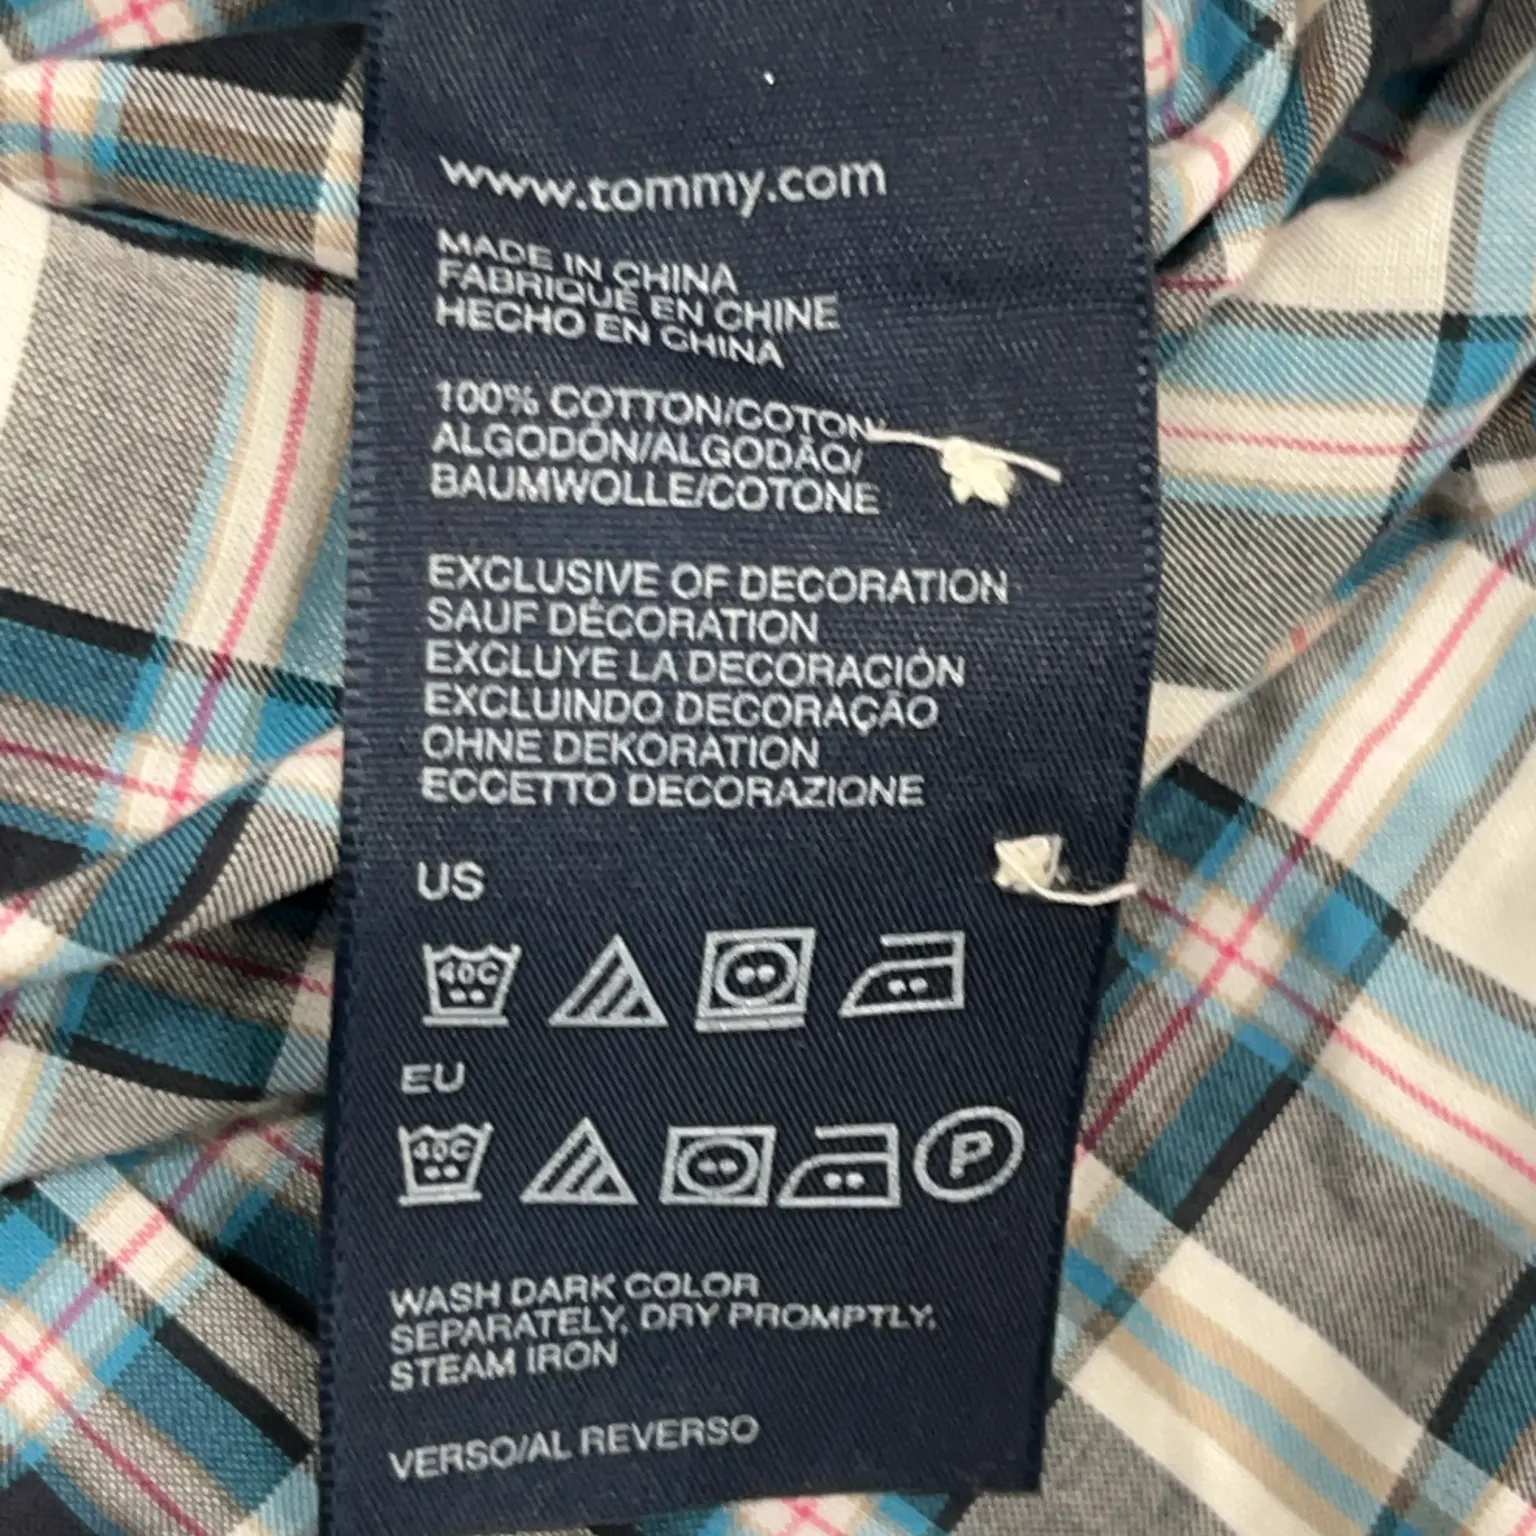 www.tommy.com
MADE IN CHINA
FABRIQUÉ EN CHINE
HECHO EN CHINA
100% COTTON/COTON/
ALGODÓN/ALGODÃO/
BAUMWOLLE/COTONE
EXCLUSIVE OF DECORATION
SAUF DÉCORATION
EXCLUYE LA DECORACIÓN
EXCLUINDO DECORAÇÃO
OHNE DEKORATION
ECCETTO DECORAZIONE
US
40C
EU
40C P
WASH DARK COLOR
SEPARATELY, DRY PROMPTLY,
STEAM IRON
VERSO/AL REVERSO